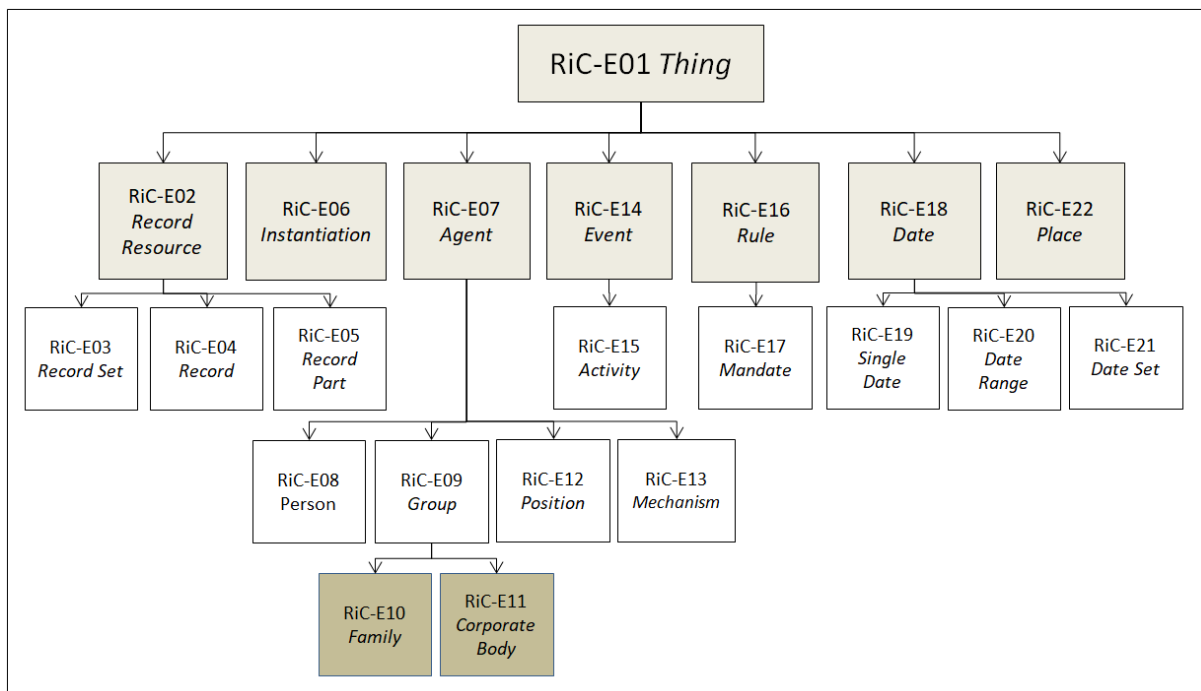 RiC-E01 Thing
RiC-E02
Record
Resource
RiC-E06
Instantiation
RiC-E07
Agent
RiC-E14
Event
RiC-E16
Rule
RiC-E18
Date
RiC-E22
Place
RiC-E03
Record Set
RiC-E04
Record
RiC-E05
Record
Part
RiC-E15
Activity
RiC-E17
Mandate
RiC-E19
Single
Date
RiC-E20
Date
Range
RiC-E21
Date Set
RiC-E08
Person
RiC-E09
Group
RiC-E12
Position
RiC-E13
Mechanism
RiC-E10
Family
RiC-E11
Corporate
Body